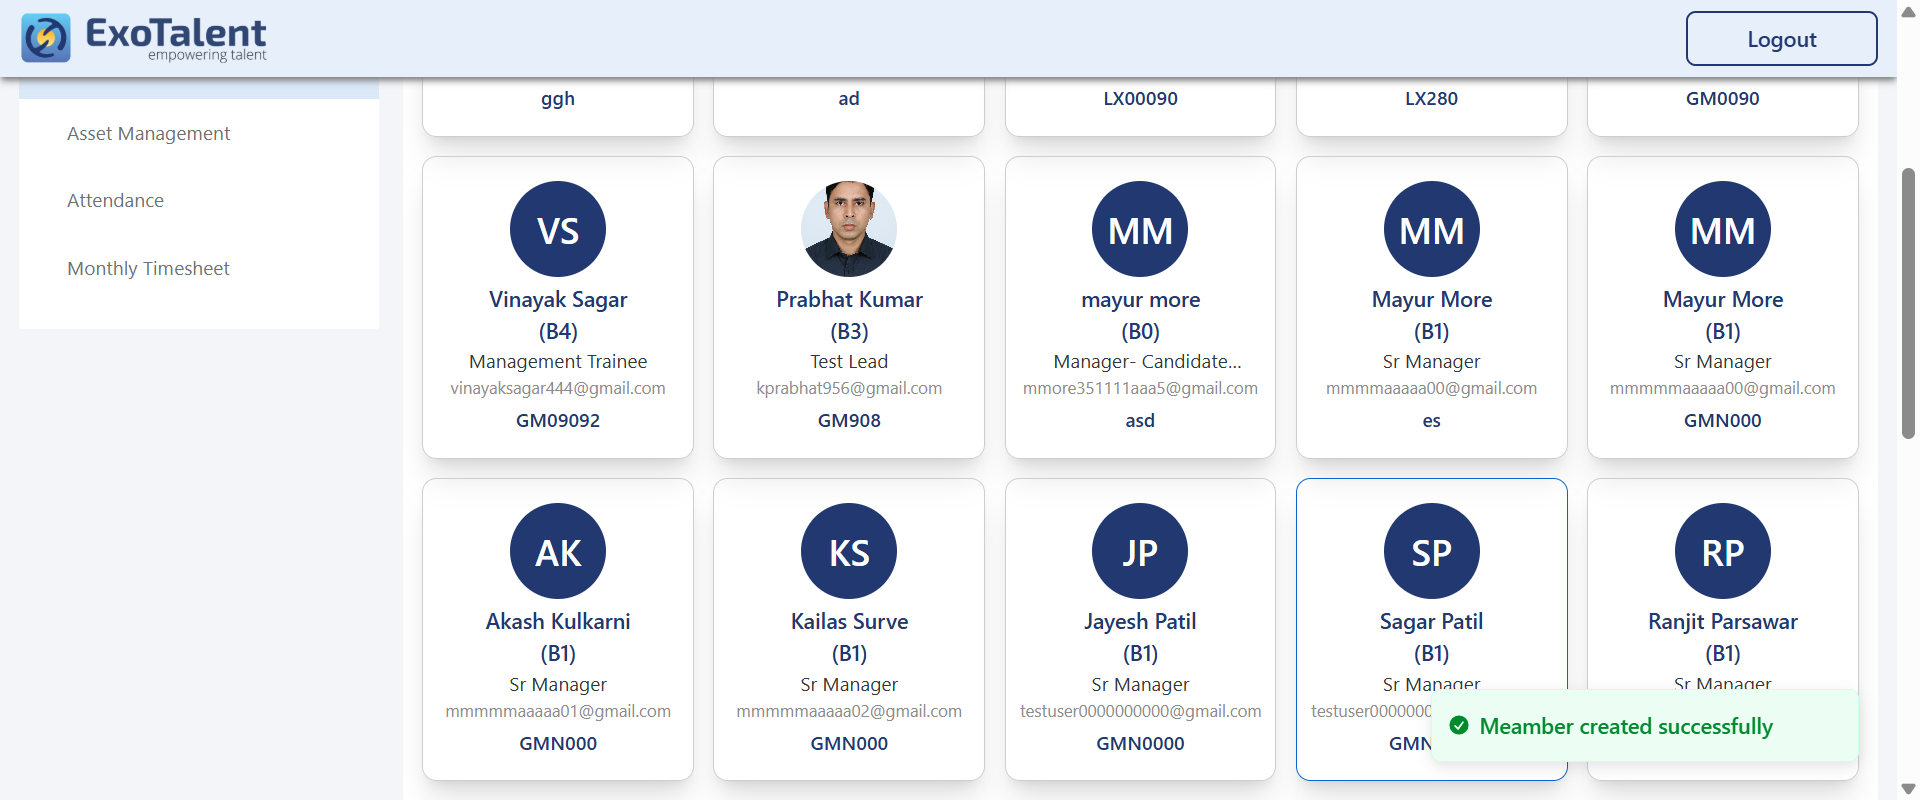 ExoTalent
empowering talent
Logout
Asset Management
Attendance
Monthly Timesheet
ggh
ad
LX00090
LX280
GM0090
VS
Vinayak Sagar
(B4)
Management Trainee
vinayaksagar444@gmail.com
GM09092
Prabhat Kumar
(B3)
Test Lead
kprabhat956@gmail.com
GM908
MM
mayur more
(B0)
Manager- Candidate...
mmore351111aaa5@gmail.com
asd
MM
Mayur More
(B1)
Sr Manager
mmmmaaaaa00@gmail.com
es
MM
Mayur More
(B1)
Sr Manager
mmmmmaaaaa00@gmail.com
GMN000
AK
Akash Kulkarni
(B1)
Sr Manager
mmmmmaaaaa01@gmail.com
GMN000
KS
Kailas Surve
(B1)
Sr Manager
mmmmmaaaaa02@gmail.com
GMN000
JP
Jayesh Patil
(B1)
Sr Manager
testuser0000000000@gmail.com
GMN0000
SP
Sagar Patil
(B1)
Sr Manager
testuser0000000
GMN
RP
Ranjit Parsawar
(B1)
Sr Manager
Meamber created successfully